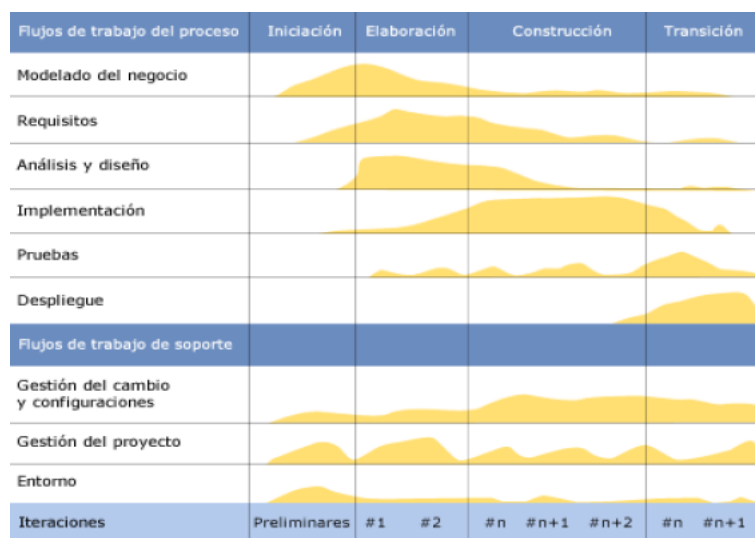 Flujos de trabajo del proceso Iniciación Elaboración Construcción Transición
Modelado del negocio
Requisitos
Análisis y diseño
Implementación
Pruebas
Despliegue
Flujos de trabajo de soporte
Gestión del cambio
y configuraciones
Gestión del proyecto
Entorno
Iteraciones Preliminares #1 #2 #n #n+1 #n+2 #n #n+1